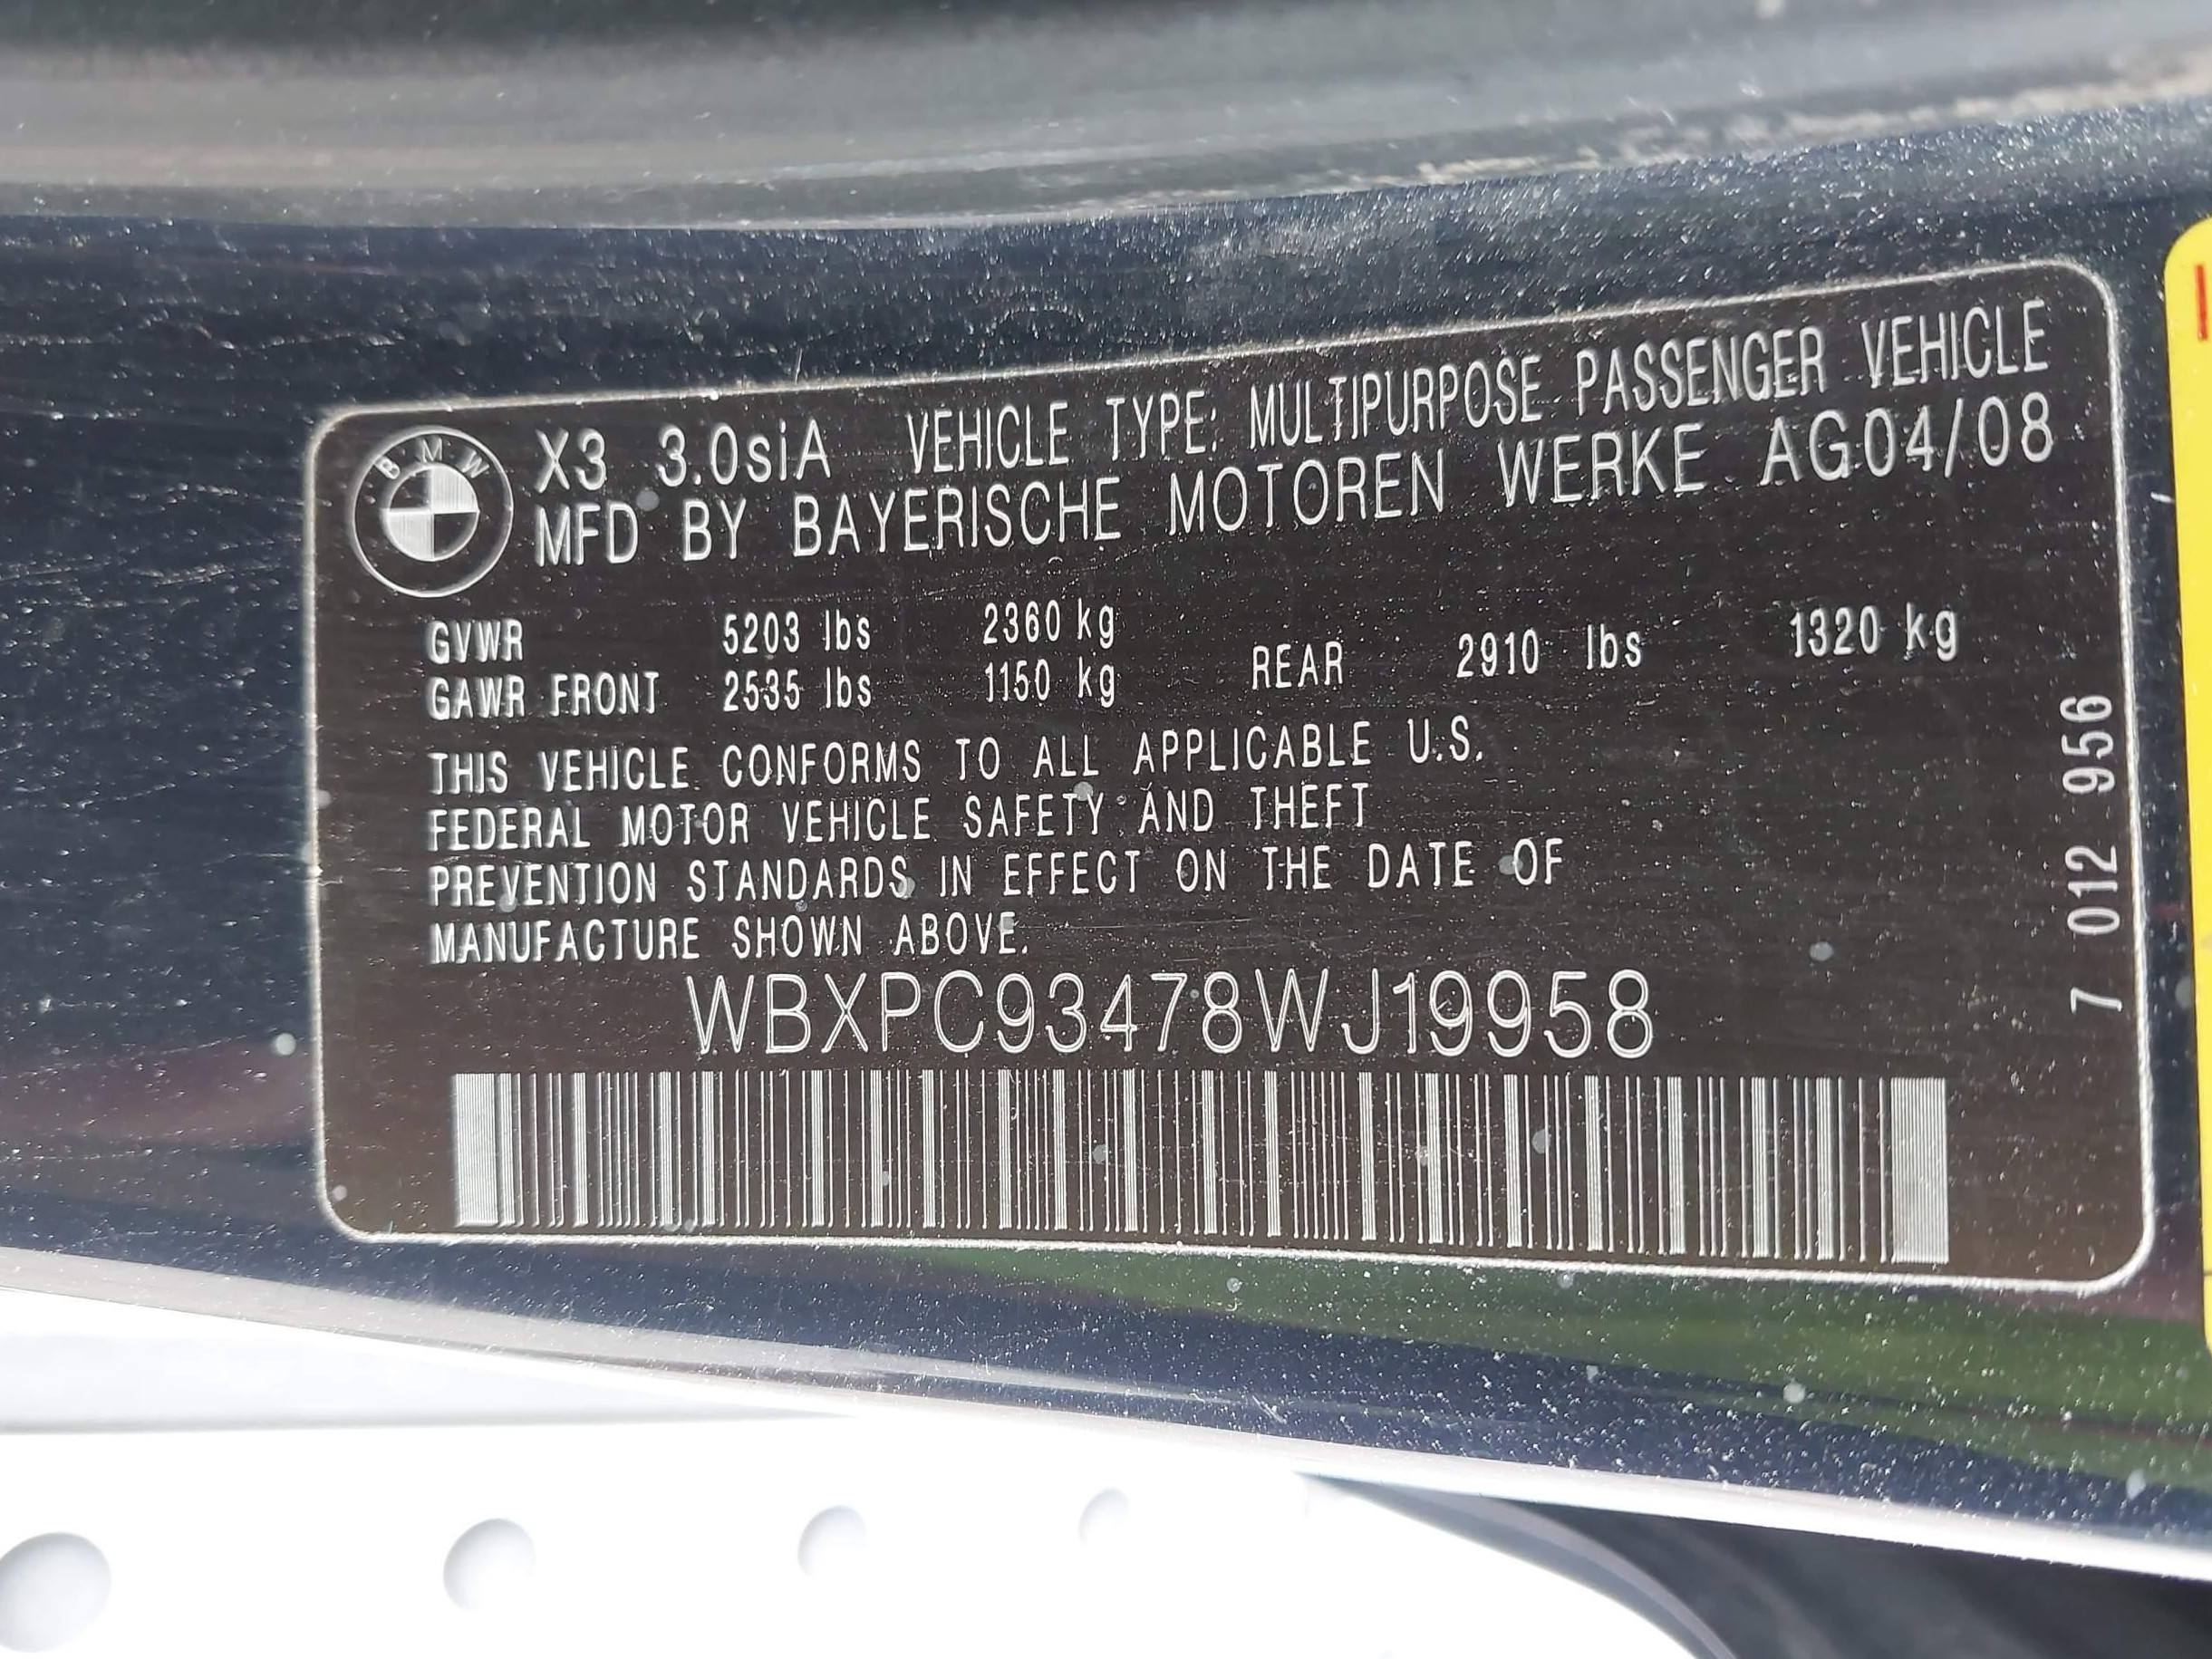 BMW
X3 3.0siA VEHICLE TYPE: MULTIPURPOSE PASSENGER VEHICLE
MFD BY BAYERISCHE MOTOREN WERKE AG04/08
GVWR 5203 lbs 2360 kg
GAWR FRONT 2535 lbs 1150 kg REAR 2910 lbs 1320 kg
THIS VEHICLE CONFORMS TO ALL APPLICABLE U.S.
FEDERAL MOTOR VEHICLE SAFETY AND THEFT
PREVENTION STANDARDS IN EFFECT ON THE DATE OF
MANUFACTURE SHOWN ABOVE.
WBXPC93478WJ19958
7 012 956